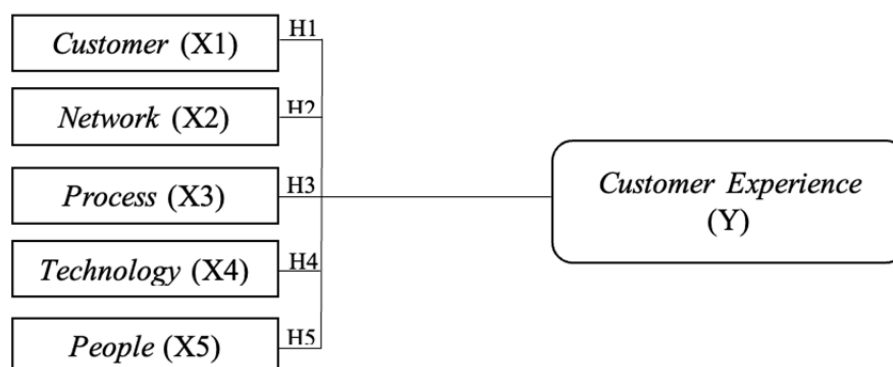 Customer (X1)
H1
Network (X2)
H2
Process (X3)
H3
Technology (X4)
H4
People (X5)
H5
Customer Experience
(Y)